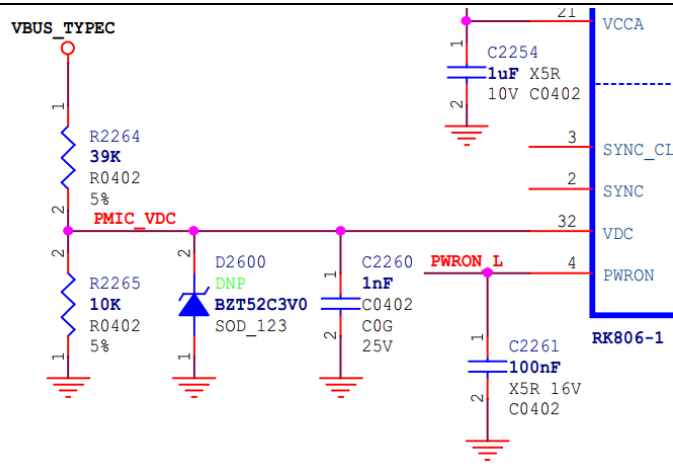 VBUS_TYPEC
1
R2264
39K
R0402
5%
2
PMIC_VDC
2
R2265
10K
R0402
5%
1
2
D2600
DNP
BZT52C3V0
SOD_123
1
1
C2260
1nF
C0402
C0G
25V
2
1
C2254
1uF X5R
10V C0402
2
21
VCCA
3
SYNC_CL
2
SYNC
32
VDC
PWRON_L
4
PWRON
RK806-1
1
C2261
100nF
X5R 16V
C0402
2